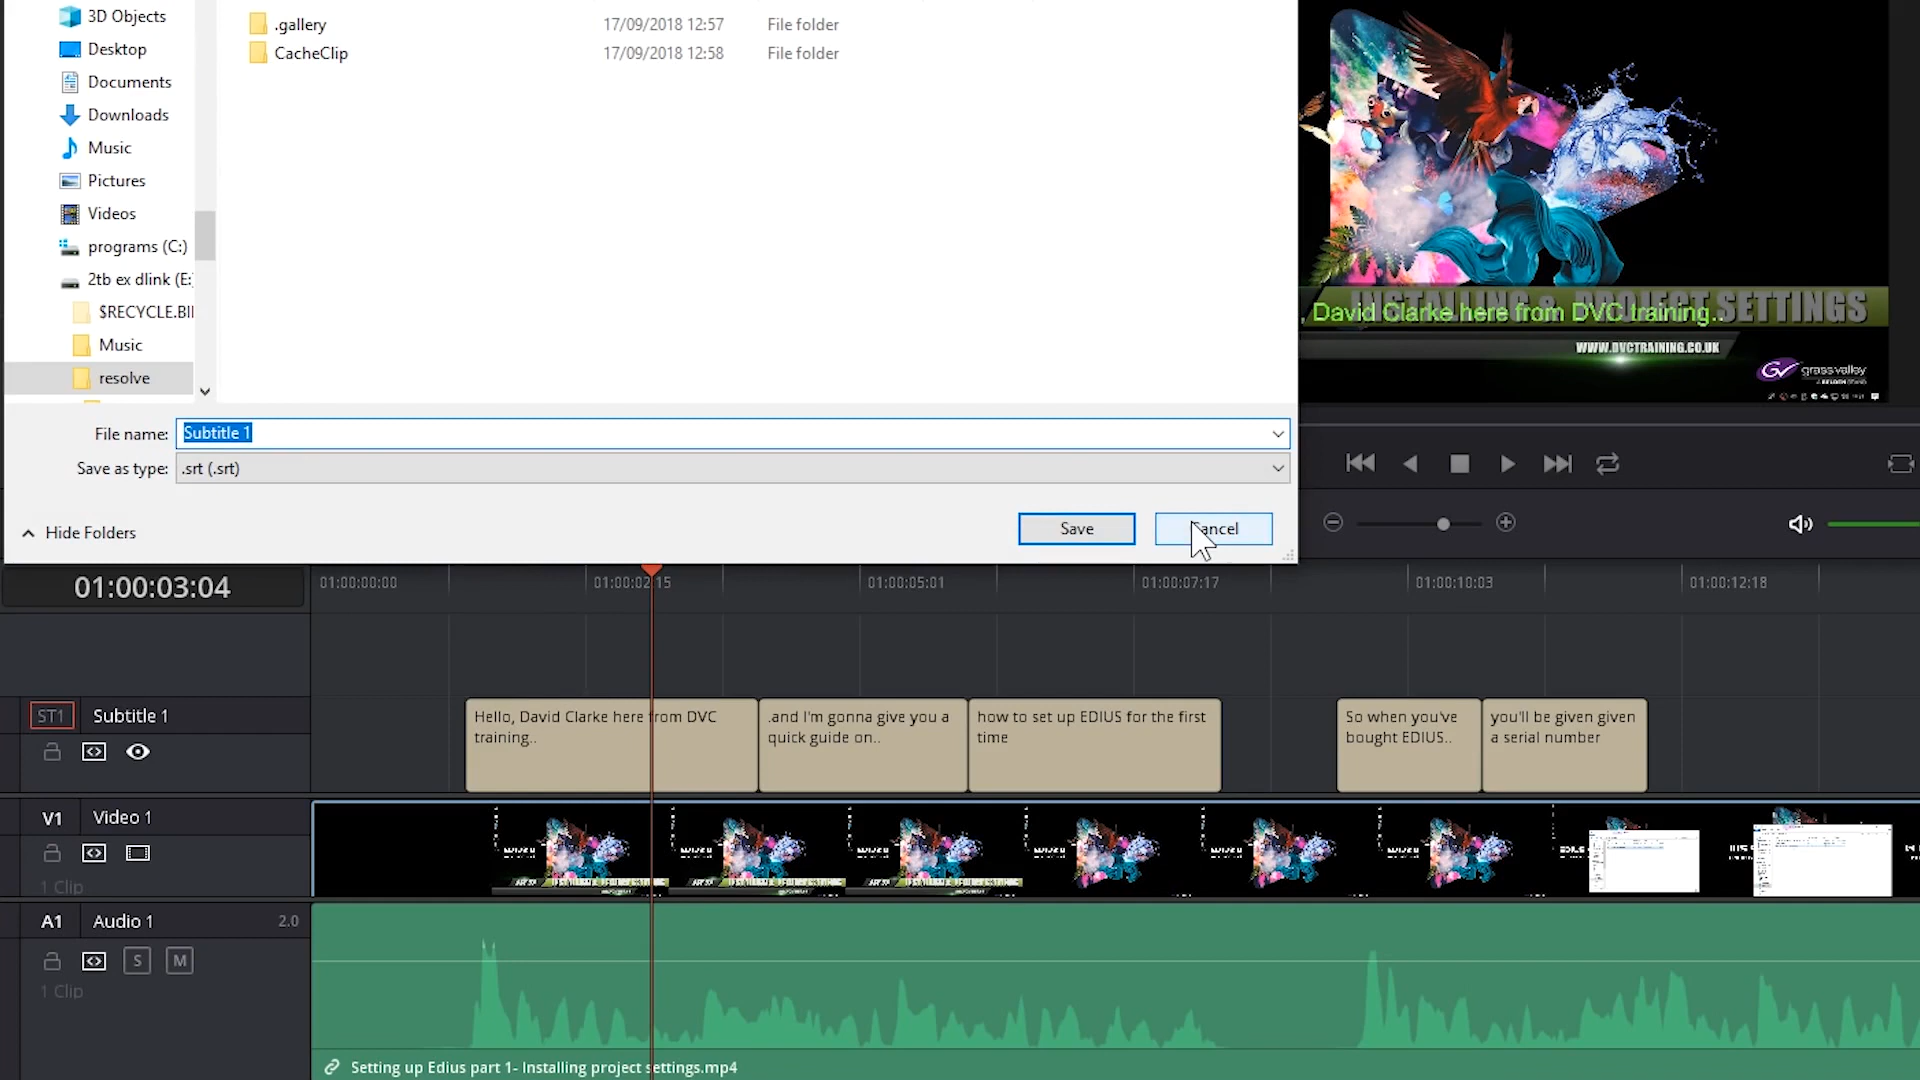 3D Objects
Desktop
Documents
Downloads
Music
Pictures
Videos
programs (C:)
2tb ex dlink (E:
$RECYCLE.BI
Music
resolve
.gallery 17/09/2018 12:57 File folder
CacheClip 17/09/2018 12:58 File folder
File name: Subtitle 1
Save as type: .srt (.srt)
Hide Folders
Save
INSTALLING & PROJECT SETTINGS
, David Clarke here from DVC training..
WWW.DVCTRAINING.CO.UK
GV grass valley
A BELDEN BRAND
01:00:03:04
01:00:00:00 01:00:02:15 01:00:05:01 01:00:07:17 01:00:10:03 01:00:12:18
ST1 Subtitle 1
Hello, David Clarke here from DVC
training..
.and I'm gonna give you a
quick guide on..
how to set up EDIUS for the first
time
So when you've
bought EDIUS..
you'll be given given
a serial number
V1 Video 1
1 Clip
A1 Audio 1 2.0
S M
1 Clip
Setting up Edius part 1- Installing project settings.mp4